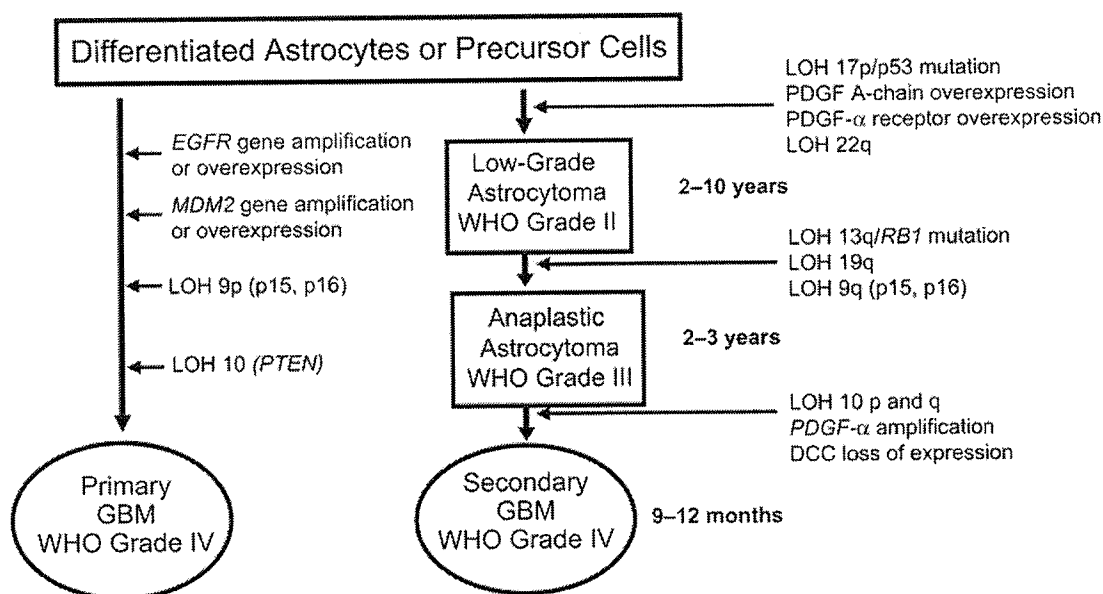 Differentiated Astrocytes or Precursor Cells
EGFR gene amplification
or overexpression
MDM2 gene amplification
or overexpression
LOH 9p (p15, p16)
LOH 10 (PTEN)
Primary
GBM
WHO Grade IV
LOH 17p/p53 mutation
PDGF A-chain overexpression
PDGF-α receptor overexpression
LOH 22q
Low-Grade
Astrocytoma
WHO Grade II
2–10 years
LOH 13q/RB1 mutation
LOH 19q
LOH 9q (p15, p16)
Anaplastic
Astrocytoma
WHO Grade III
2–3 years
LOH 10 p and q
PDGF-α amplification
DCC loss of expression
Secondary
GBM
WHO Grade IV
9–12 months